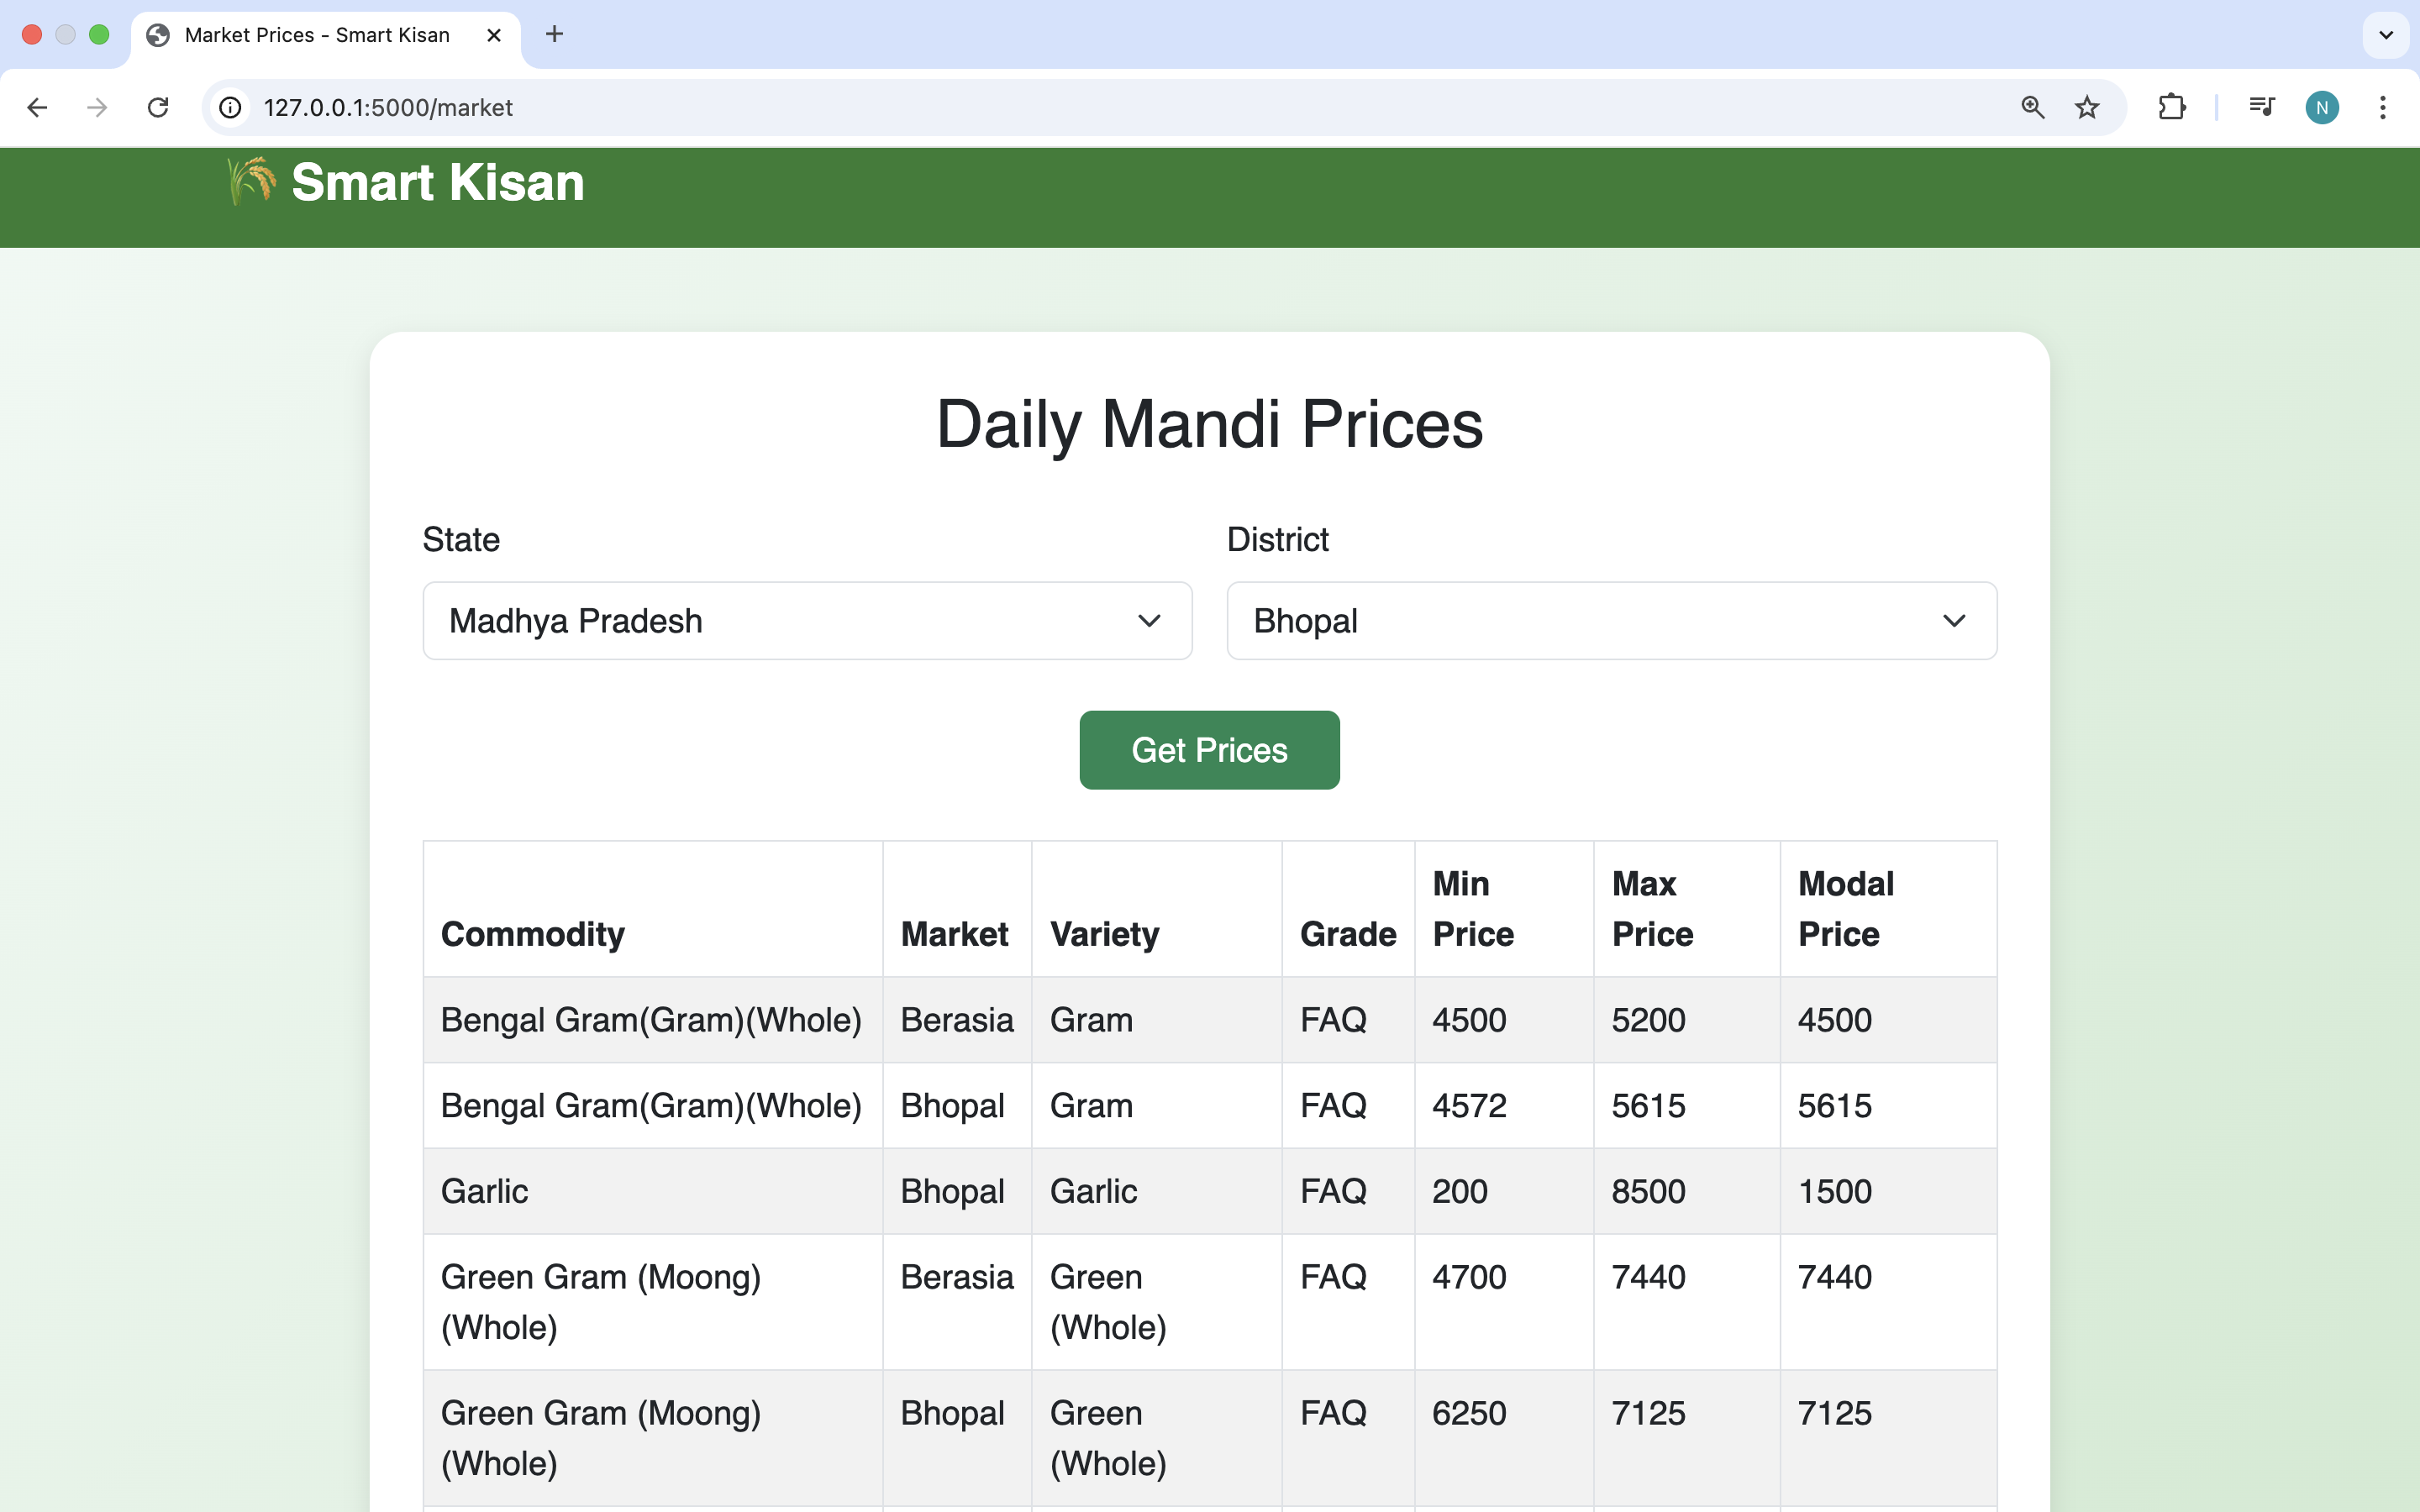 Market Prices - Smart Kisan
127.0.0.1:5000/market
N
Smart Kisan
Daily Mandi Prices
State District
Madhya Pradesh Bhopal
Get Prices
Commodity Market Variety Grade Min Price Max Price Modal Price
Bengal Gram(Gram)(Whole) Berasia Gram FAQ 4500 5200 4500
Bengal Gram(Gram)(Whole) Bhopal Gram FAQ 4572 5615 5615
Garlic Bhopal Garlic FAQ 200 8500 1500
Green Gram (Moong) Berasia Green FAQ 4700 7440 7440
(Whole) (Whole)
Green Gram (Moong) Bhopal Green FAQ 6250 7125 7125
(Whole) (Whole)